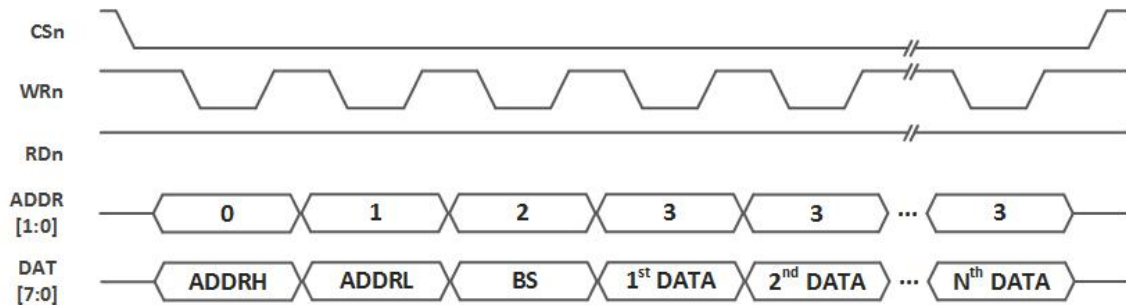 CSn
WRn
RDn
ADDR
[1:0]
0 1 2 3 3 ... 3
DAT
[7:0]
ADDRH ADDRL BS 1st DATA 2nd DATA ... Nth DATA